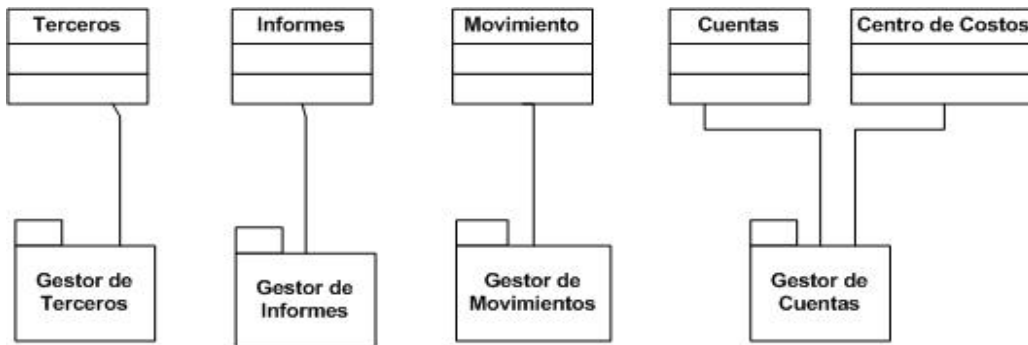 Terceros
Informes
Movimiento
Cuentas
Centro de Costos
Gestor de
Terceros
Gestor de
Informes
Gestor de
Movimientos
Gestor de
Cuentas